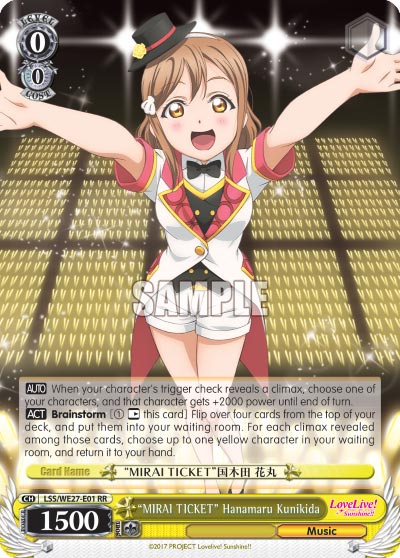 LEVEL
0
0
COST
SAMPLE
AUTO When your character's trigger check reveals a climax, choose one of
your characters, and that character gets +2000 power until end of turn.
ACT Brainstorm [① this card] Flip over four cards from the top of your
deck, and put them into your waiting room. For each climax revealed
among those cards, choose up to one yellow character in your waiting
room, and return it to your hand.
Card Name "MIRAI TICKET"国木田 花丸
CH LSS/WE27-E01 RR
"MIRAI TICKET" Hanamaru Kunikida
LoveLive!
Sunshine!!
POWER
1500
SOUL
Music
©2017 PROJECT Lovelive! Sunshine!!